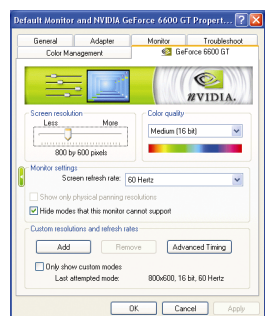 Default Monitor and NVIDIA GeForce 6600 GT Propert...
General Adapter Monitor Troubleshoot
Color Management GeForce 6600 GT
NVIDIA.
Screen resolution Color quality
Less More
Medium (16 bit)
800 by 600 pixels
Monitor settings
Screen refresh rate: 60 Hertz
Show only physical panning resolutions
Hide modes that this monitor cannot support
Custom resolutions and refresh rates
Add Remove Advanced Timing
Only show custom modes
Last attempted mode: 800x600, 16 bit, 60 Hertz
OK Cancel Apply